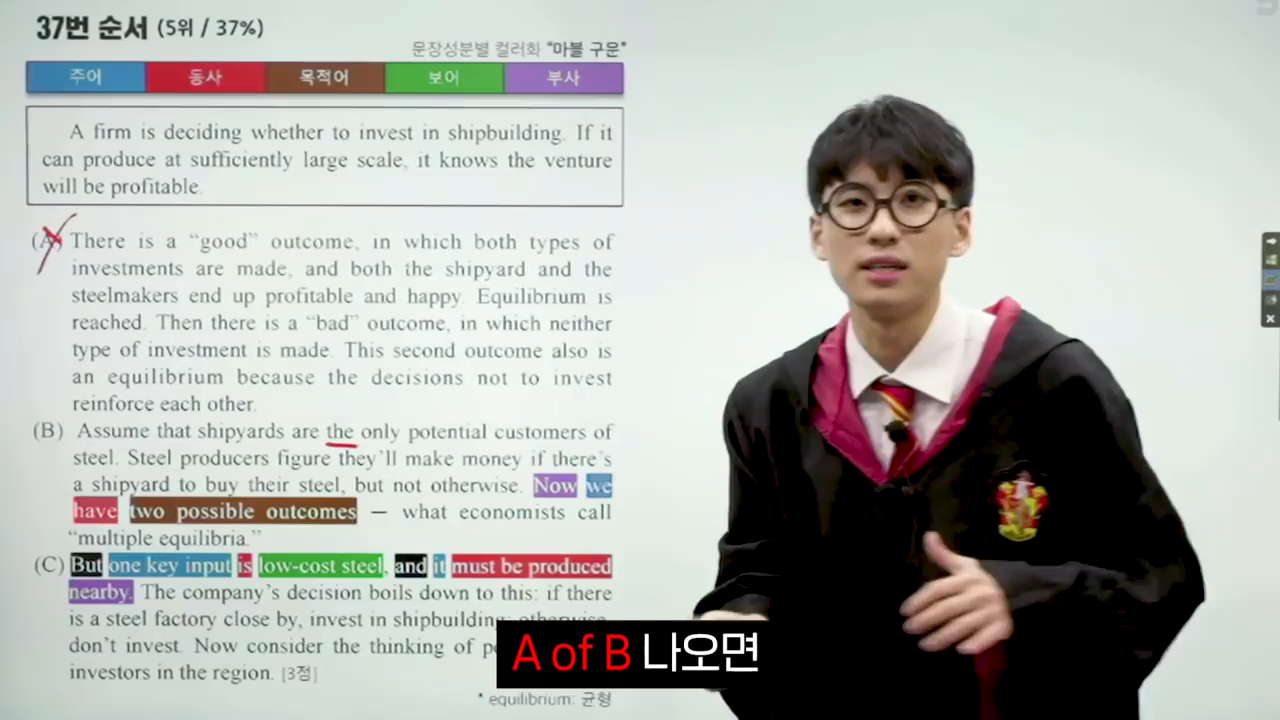 37번 순서 (5위 / 37%)
문장성분별 컬러화 "마블 구문"
주어 동사 목적어 보어 부사
A firm is deciding whether to invest in shipbuilding. If it
can produce at sufficiently large scale, it knows the venture
will be profitable.
(A) There is a “good” outcome, in which both types of
investments are made, and both the shipyard and the
steelmakers end up profitable and happy. Equilibrium is
reached. Then there is a “bad” outcome, in which neither
type of investment is made. This second outcome also is
an equilibrium because the decisions not to invest
reinforce each other.
(B) Assume that shipyards are the only potential customers of
steel. Steel producers figure they’ll make money if there’s
a shipyard to buy their steel, but not otherwise. Now we
have two possible outcomes — what economists call
“multiple equilibria.”
(C) But one key input is low-cost steel, and it must be produced
nearby. The company’s decision boils down to this: if there
is a steel factory close by, invest in shipbuilding; otherwise,
don’t invest. Now consider the thinking of
investors in the region. [3점]
* equilibrium: 균형
A of B 나오면